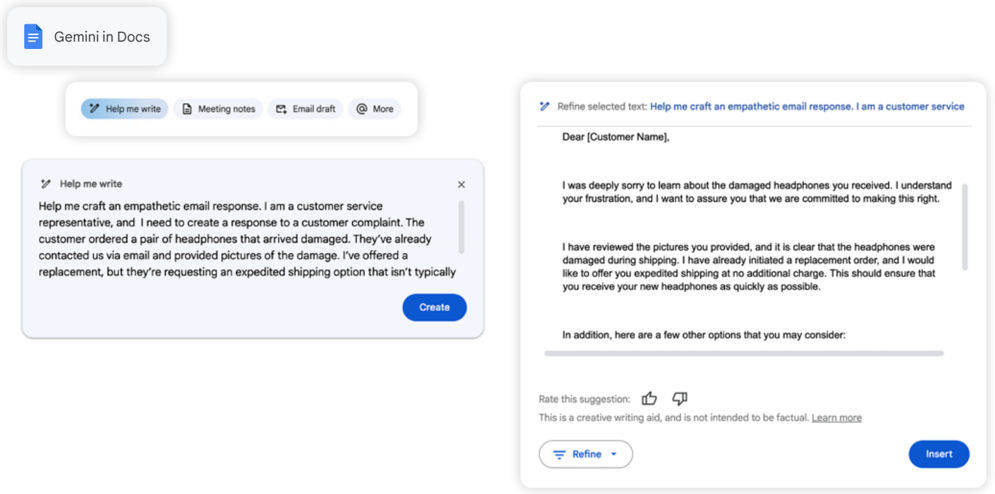 Gemini in Docs
Help me write
Meeting notes
Email draft
More
Help me write
Help me craft an empathetic email response. I am a customer service
representative, and I need to create a response to a customer complaint. The
customer ordered a pair of headphones that arrived damaged. They've already
contacted us via email and provided pictures of the damage. I've offered a
replacement, but they're requesting an expedited shipping option that isn't typically
Create
Refine selected text: Help me craft an empathetic email response. I am a customer service
Dear [Customer Name],
I was deeply sorry to learn about the damaged headphones you received. I understand
your frustration, and I want to assure you that we are committed to making this right.
I have reviewed the pictures you provided, and it is clear that the headphones were
damaged during shipping. I have already initiated a replacement order, and I would
like to offer you expedited shipping at no additional charge. This should ensure that
you receive your new headphones as quickly as possible.
In addition, here are a few other options that you may consider:
Rate this suggestion:
This is a creative writing aid, and is not intended to be factual. Learn more
Refine
Insert